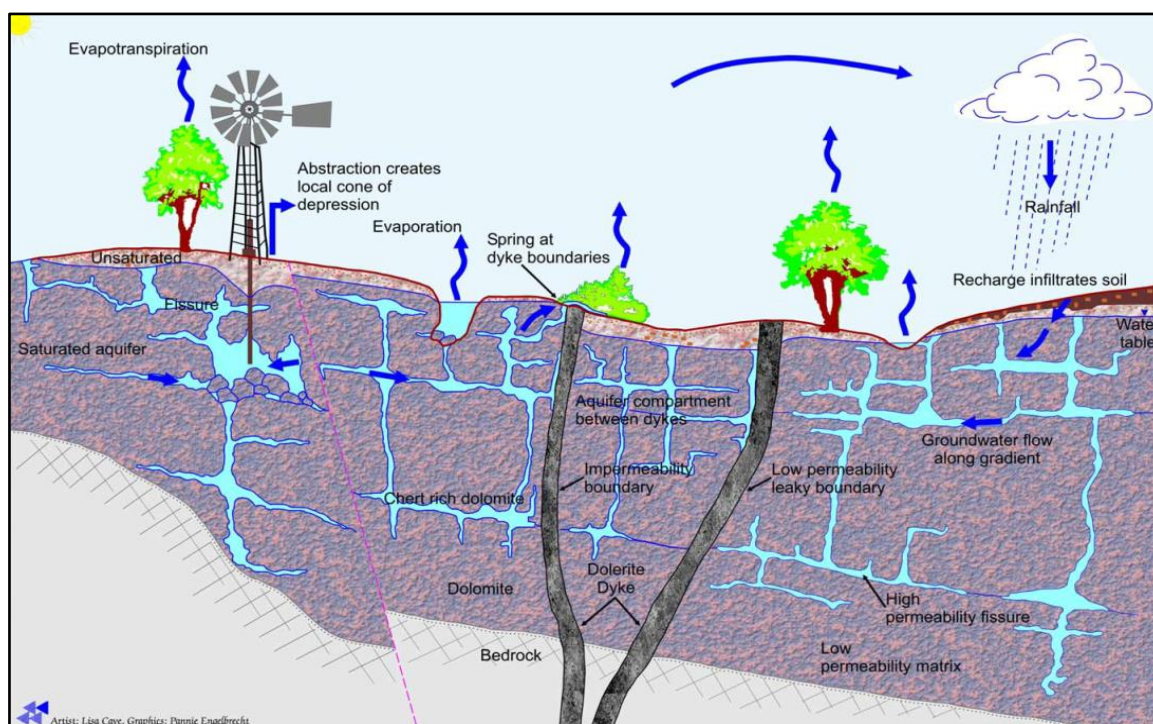 Evapotranspiration
Abstraction creates
local cone of
depression
Evaporation
Spring at
dyke boundaries
Rainfall
Recharge infiltrates soil
Unsaturated
Fissure
Saturated aquifer
Water
table
Aquifer compartment
between dykes
Groundwater flow
along gradient
Impermeability
boundary
Low permeability
leaky boundary
Chert rich dolomite
Dolomite
Dolerite
Dyke
High
permeability fissure
Bedrock
Low
permeability matrix
Artist: Lisa Cave, Graphics: Pannie Engelbrecht